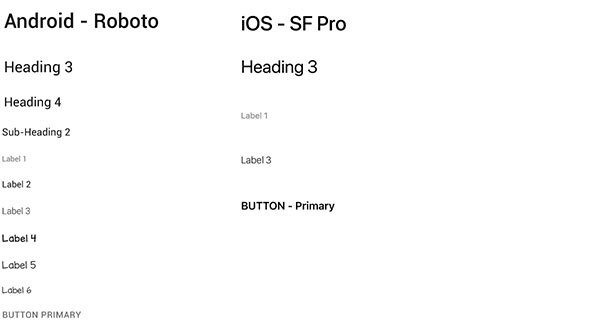 Android - Roboto
Heading 3
Heading 4
Sub-Heading 2
Label 1
Label 2
Label 3
Label 4
Label 5
Label 6
BUTTON PRIMARY
iOS - SF Pro
Heading 3
Label 1
Label 3
BUTTON - Primary